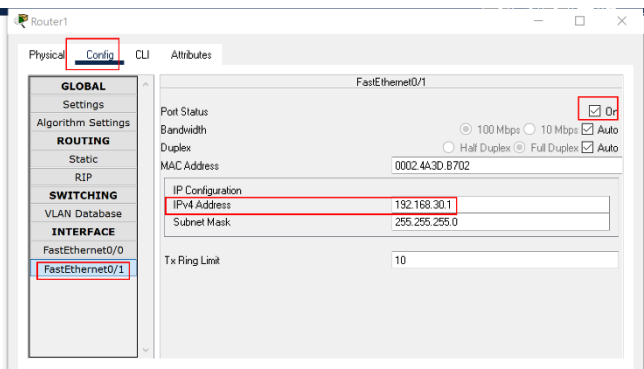 Router1
Physical Config CLI Attributes
GLOBAL
Settings
Algorithm Settings
ROUTING
Static
RIP
SWITCHING
VLAN Database
INTERFACE
FastEthernet0/0
FastEthernet0/1
FastEthernet0/1
Port Status On
Bandwidth 100 Mbps 10 Mbps Auto
Duplex Half Duplex Full Duplex Auto
MAC Address 0002.4A3D.B702
IP Configuration
IPv4 Address 192.168.30.1
Subnet Mask 255.255.255.0
Tx Ring Limit 10